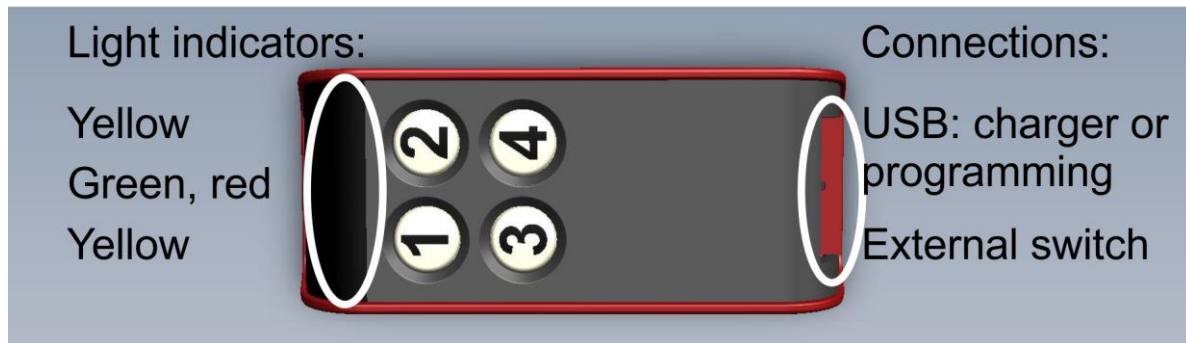 Light indicators:
Yellow
Green, red
Yellow
2 4
1 3
Connections:
USB: charger or
programming
External switch